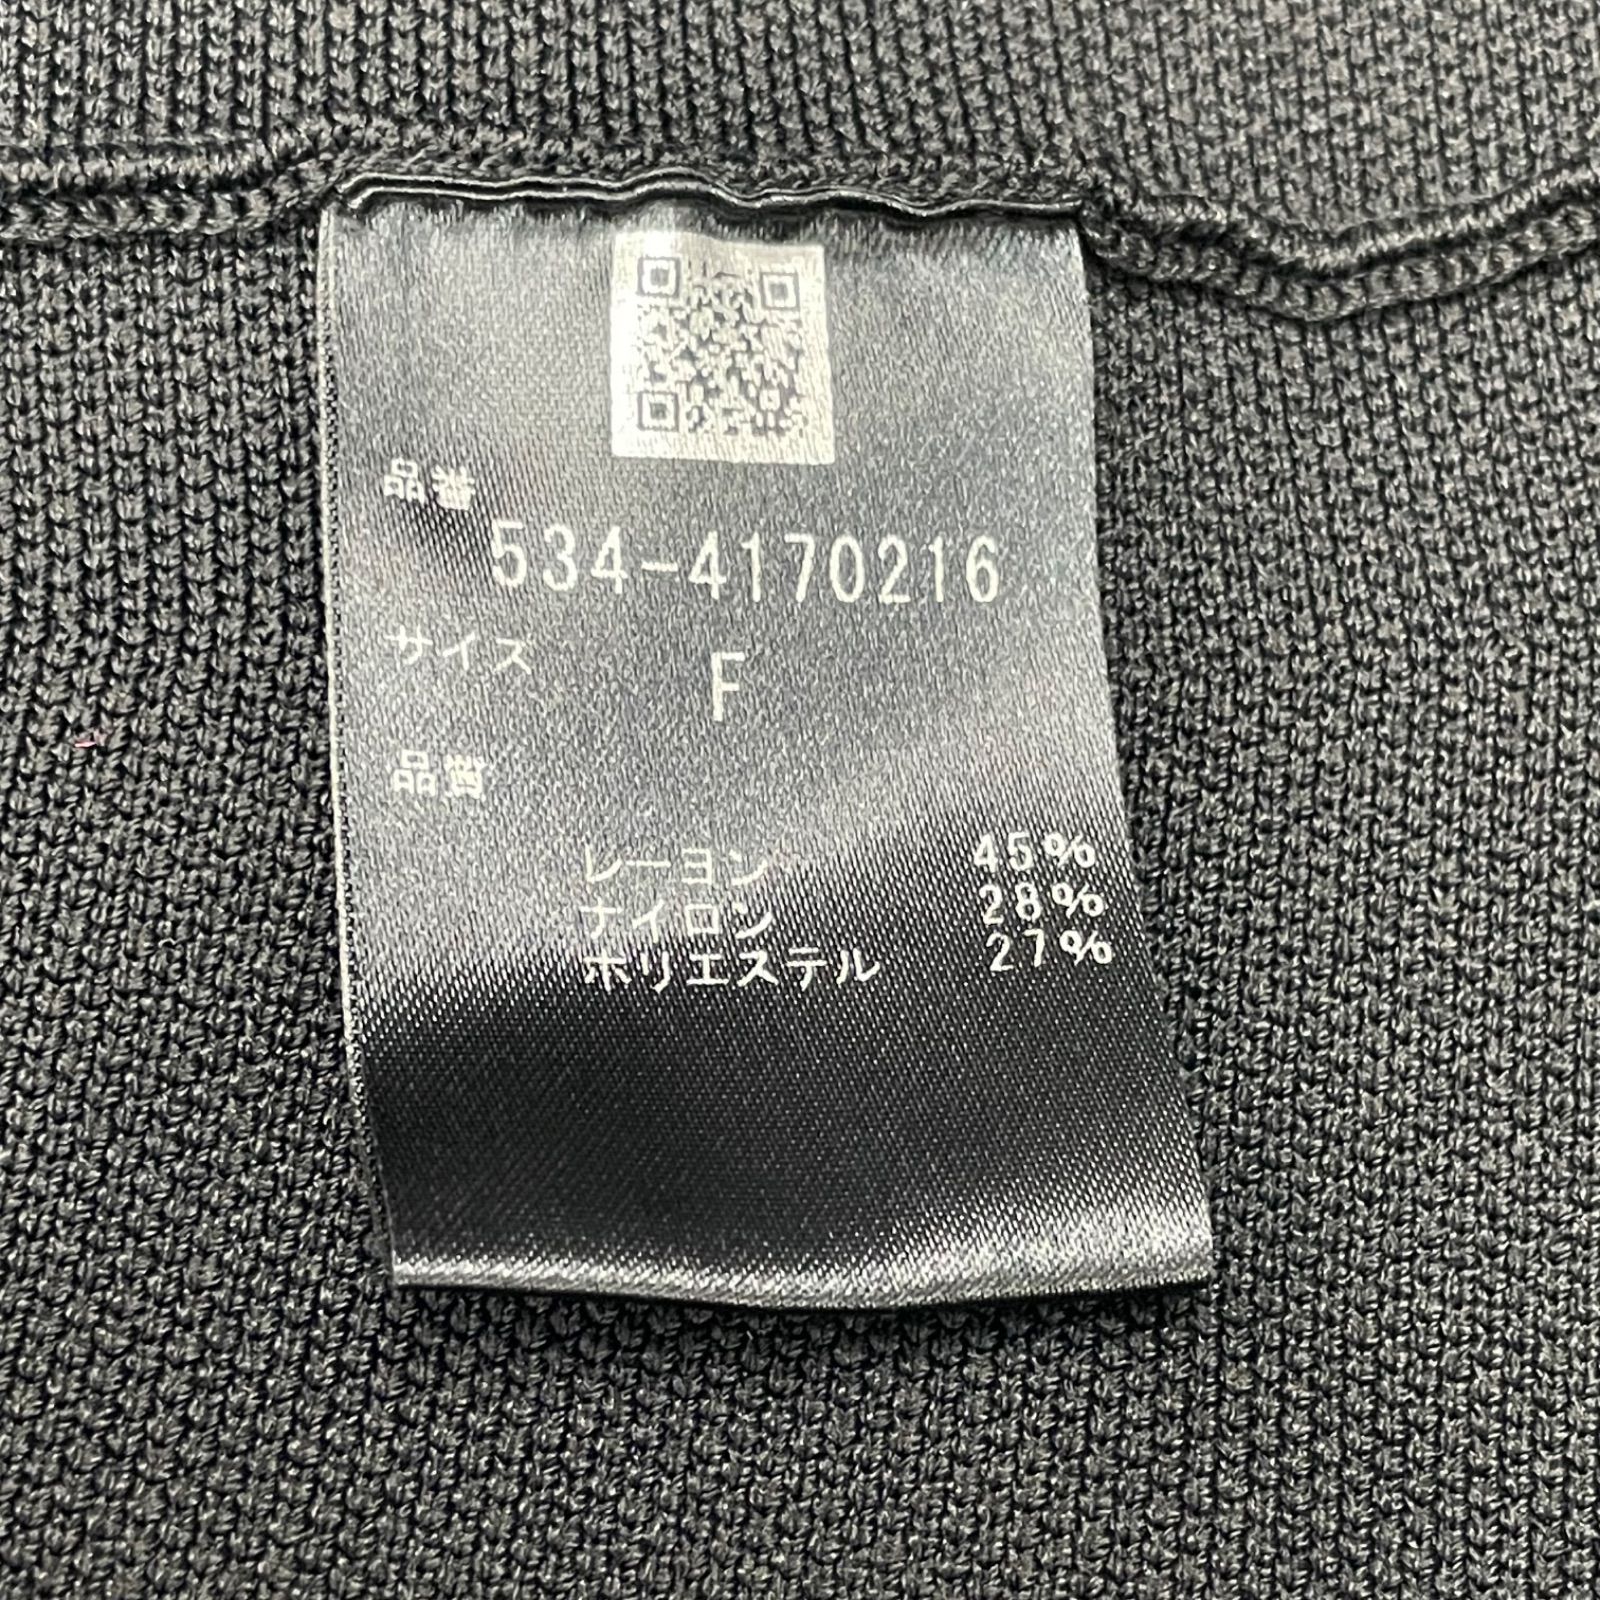 品番
534-4170216
サイズ F
品質
レーヨン 45%
ナイロン 28%
ポリエステル 27%